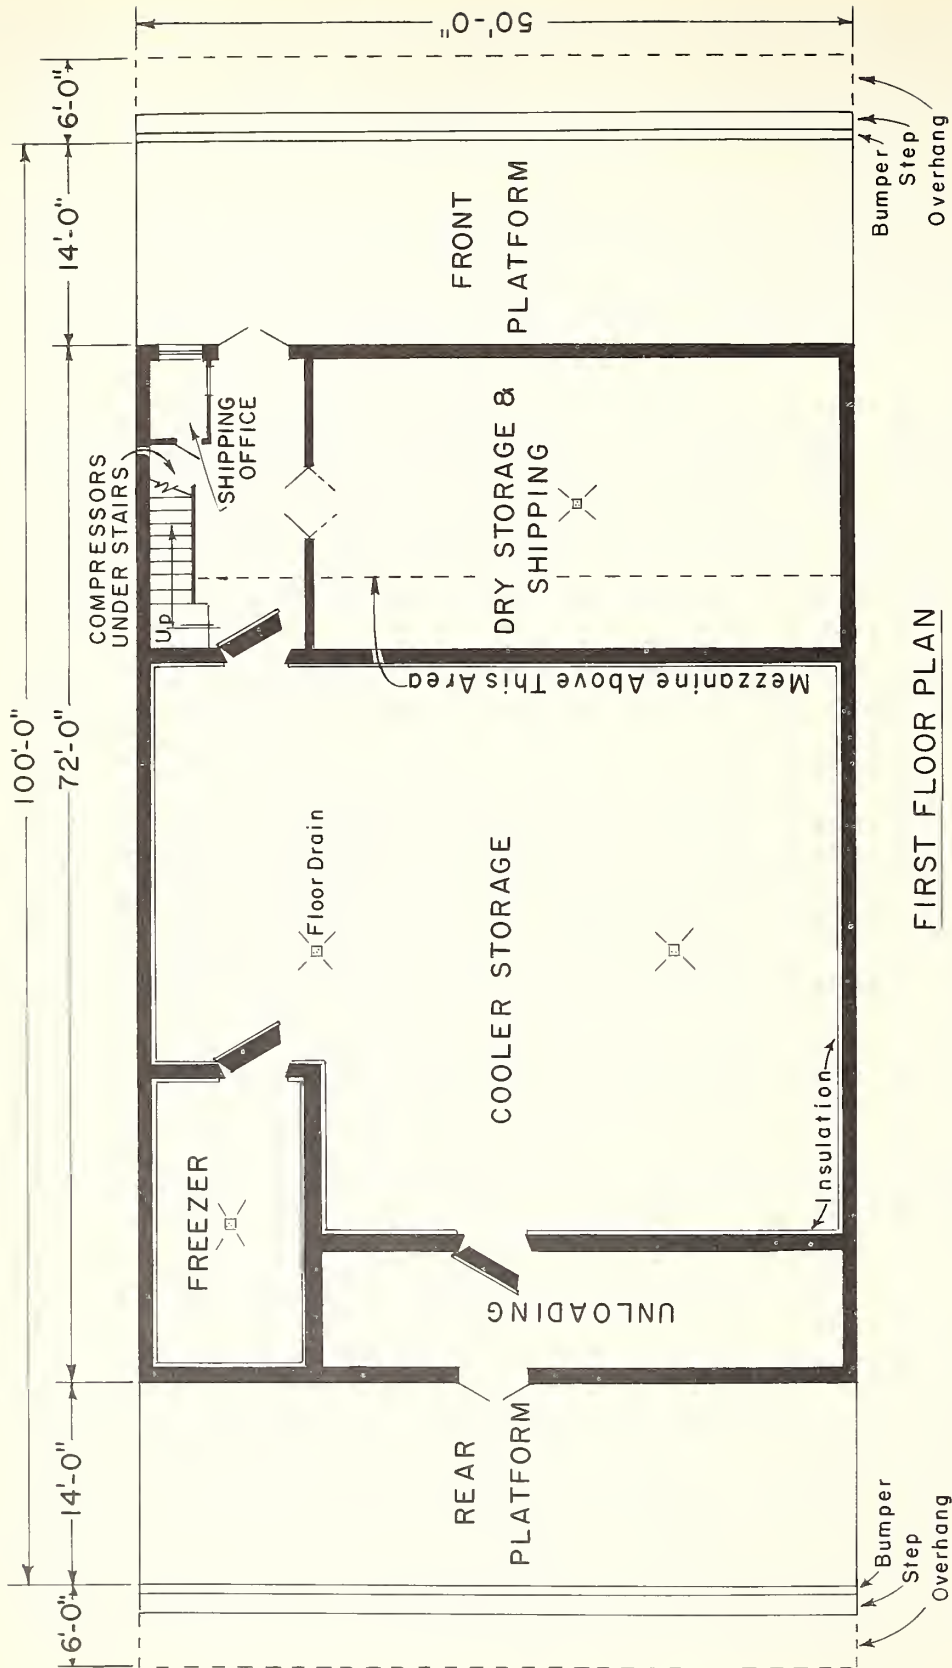 100'-0"
6'-0"
14'-0"
72'-0"
14'-0"
6'-0"
50'-0"
REAR
PLATFORM
UNLOADING
FREEZER
COOLER STORAGE
Floor Drain
Insulation
COMPRESSORS
UNDER STAIRS
Up
SHIPPING
OFFICE
DRY STORAGE &
SHIPPING
Mezzanine Above This Area
FRONT
PLATFORM
Bumper
Step
Overhang
Bumper
Step
Overhang
FIRST FLOOR PLAN